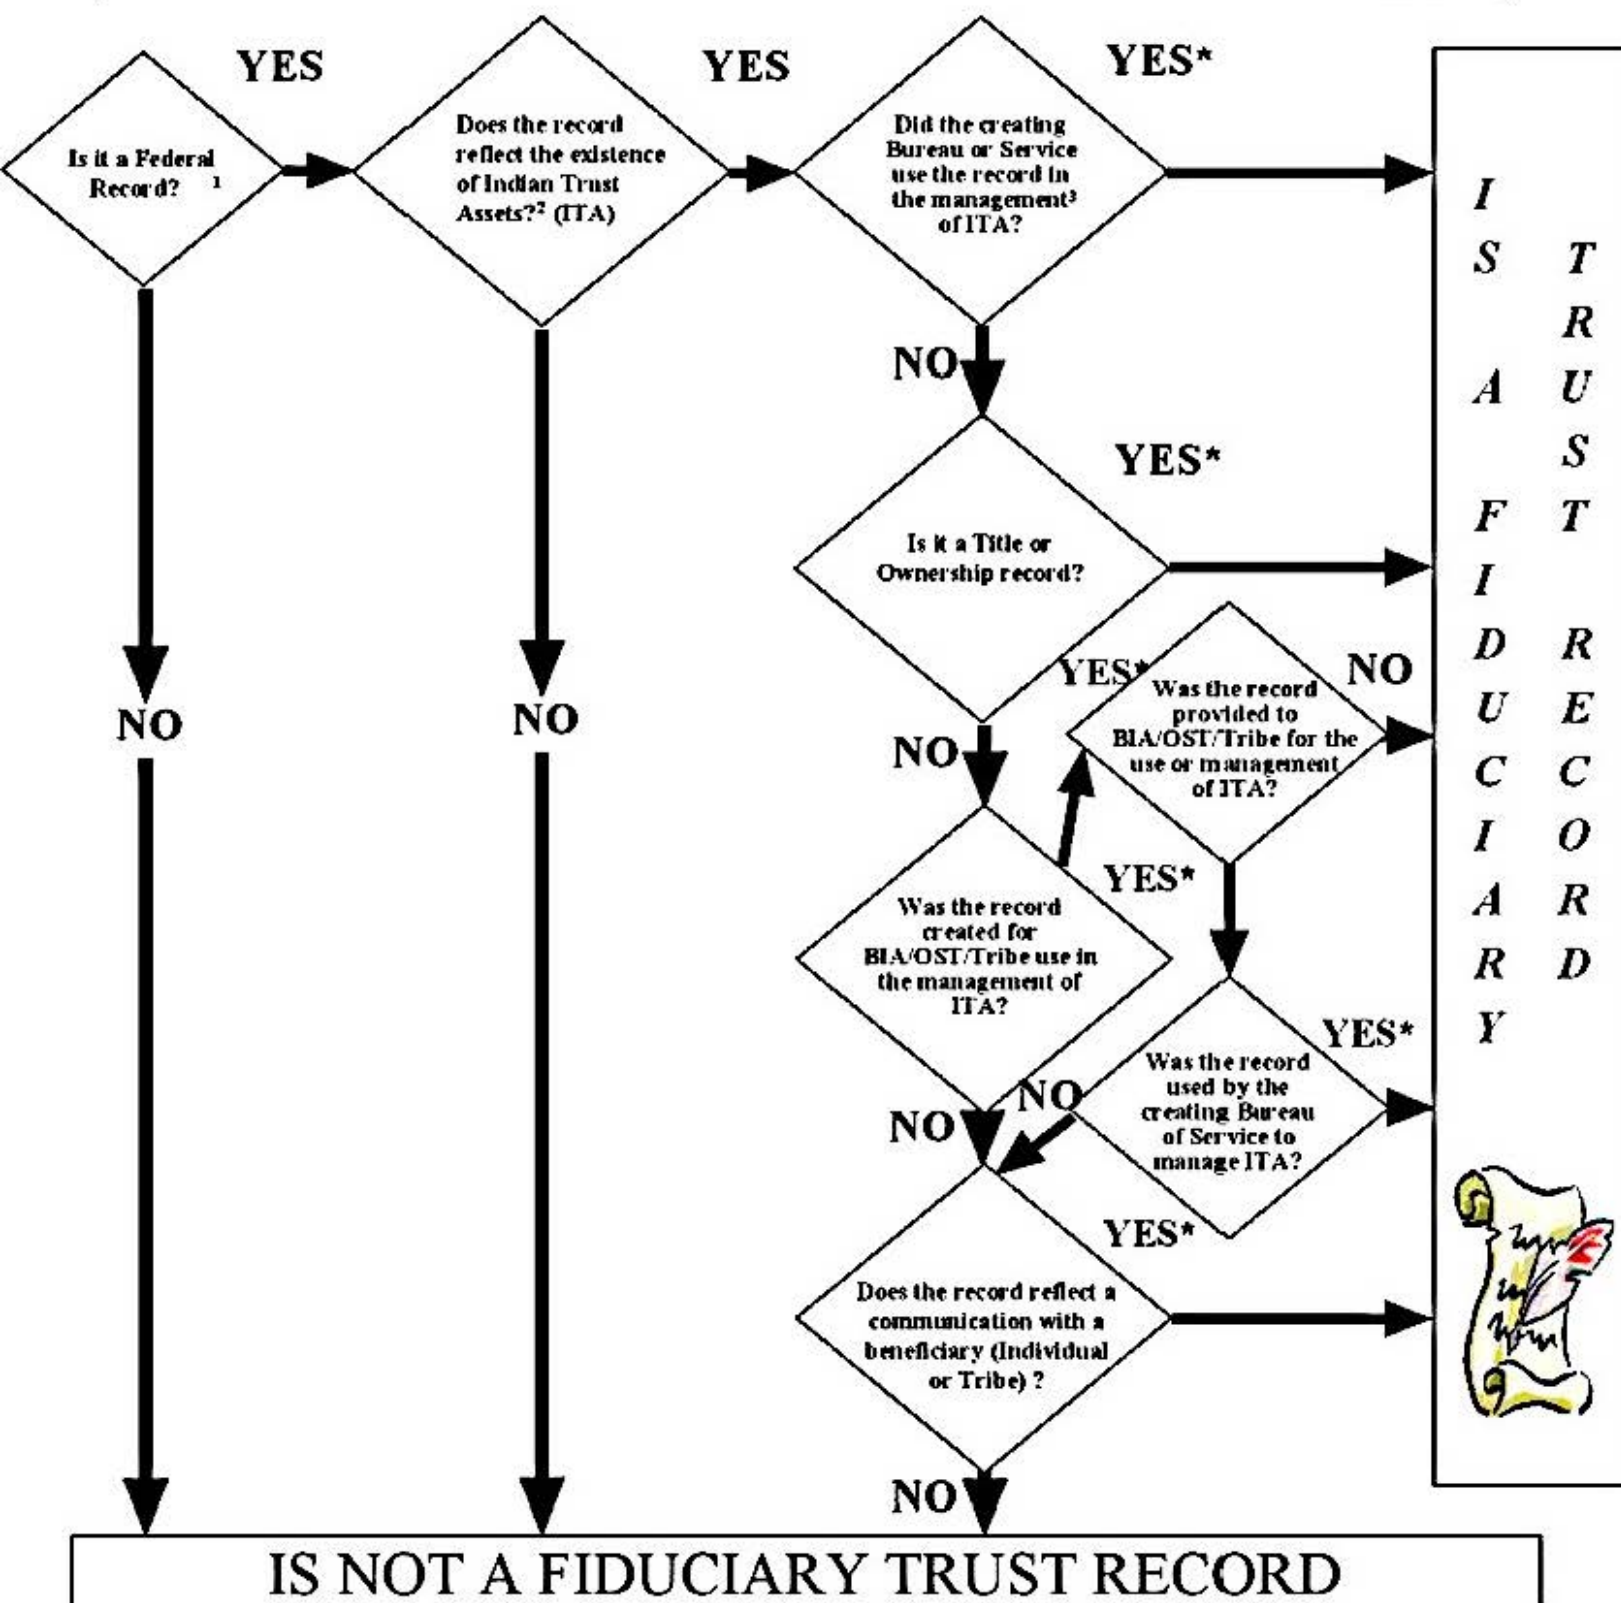 YES
YES
YES*
Is it a Federal
Record? 1
Does the record
reflect the existence
of Indian Trust
Assets?2 (ITA)
Did the creating
Bureau or Service
use the record in
the management3
of ITA?
NO
YES*
Is it a Title or
Ownership record?
YES*
NO
Was the record
provided to
BIA/OST/Tribe for the
use or management
of ITA?
NO
NO
NO
YES*
Was the record
created for
BIA/OST/Tribe use in
the management of
ITA?
YES*
Was the record
used by the
creating Bureau
of Service to
manage ITA?
NO
NO
YES*
Does the record reflect a
communication with a
beneficiary (Individual
or Tribe) ?
NO
IS A FIDUCIARY
TRUST RECORD
IS NOT A FIDUCIARY TRUST RECORD